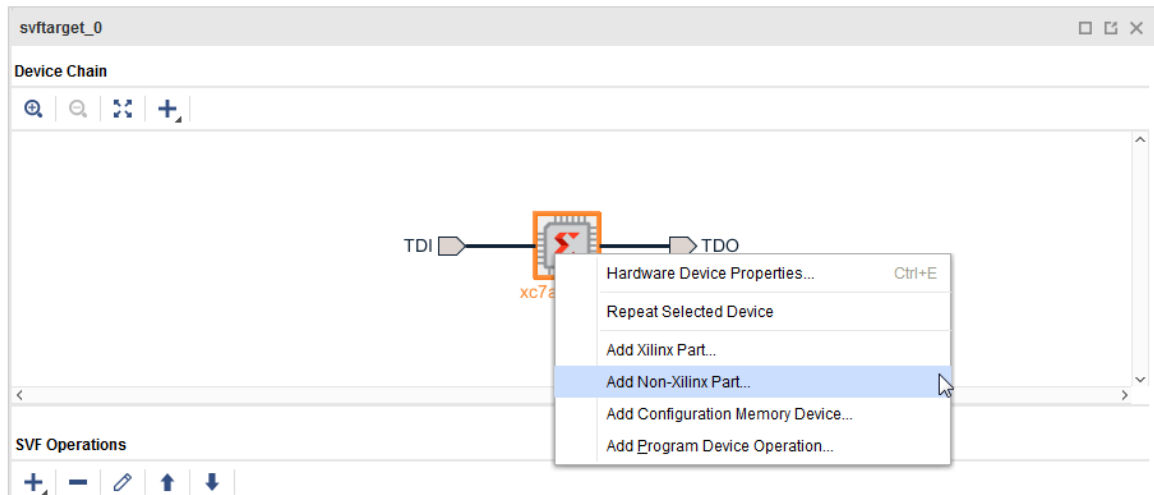 svftarget_0
Device Chain
TDI
TDO
Hardware Device Properties... Ctrl+E
xc7a
Repeat Selected Device
Add Xilinx Part...
Add Non-Xilinx Part...
Add Configuration Memory Device...
SVF Operations
Add Program Device Operation...